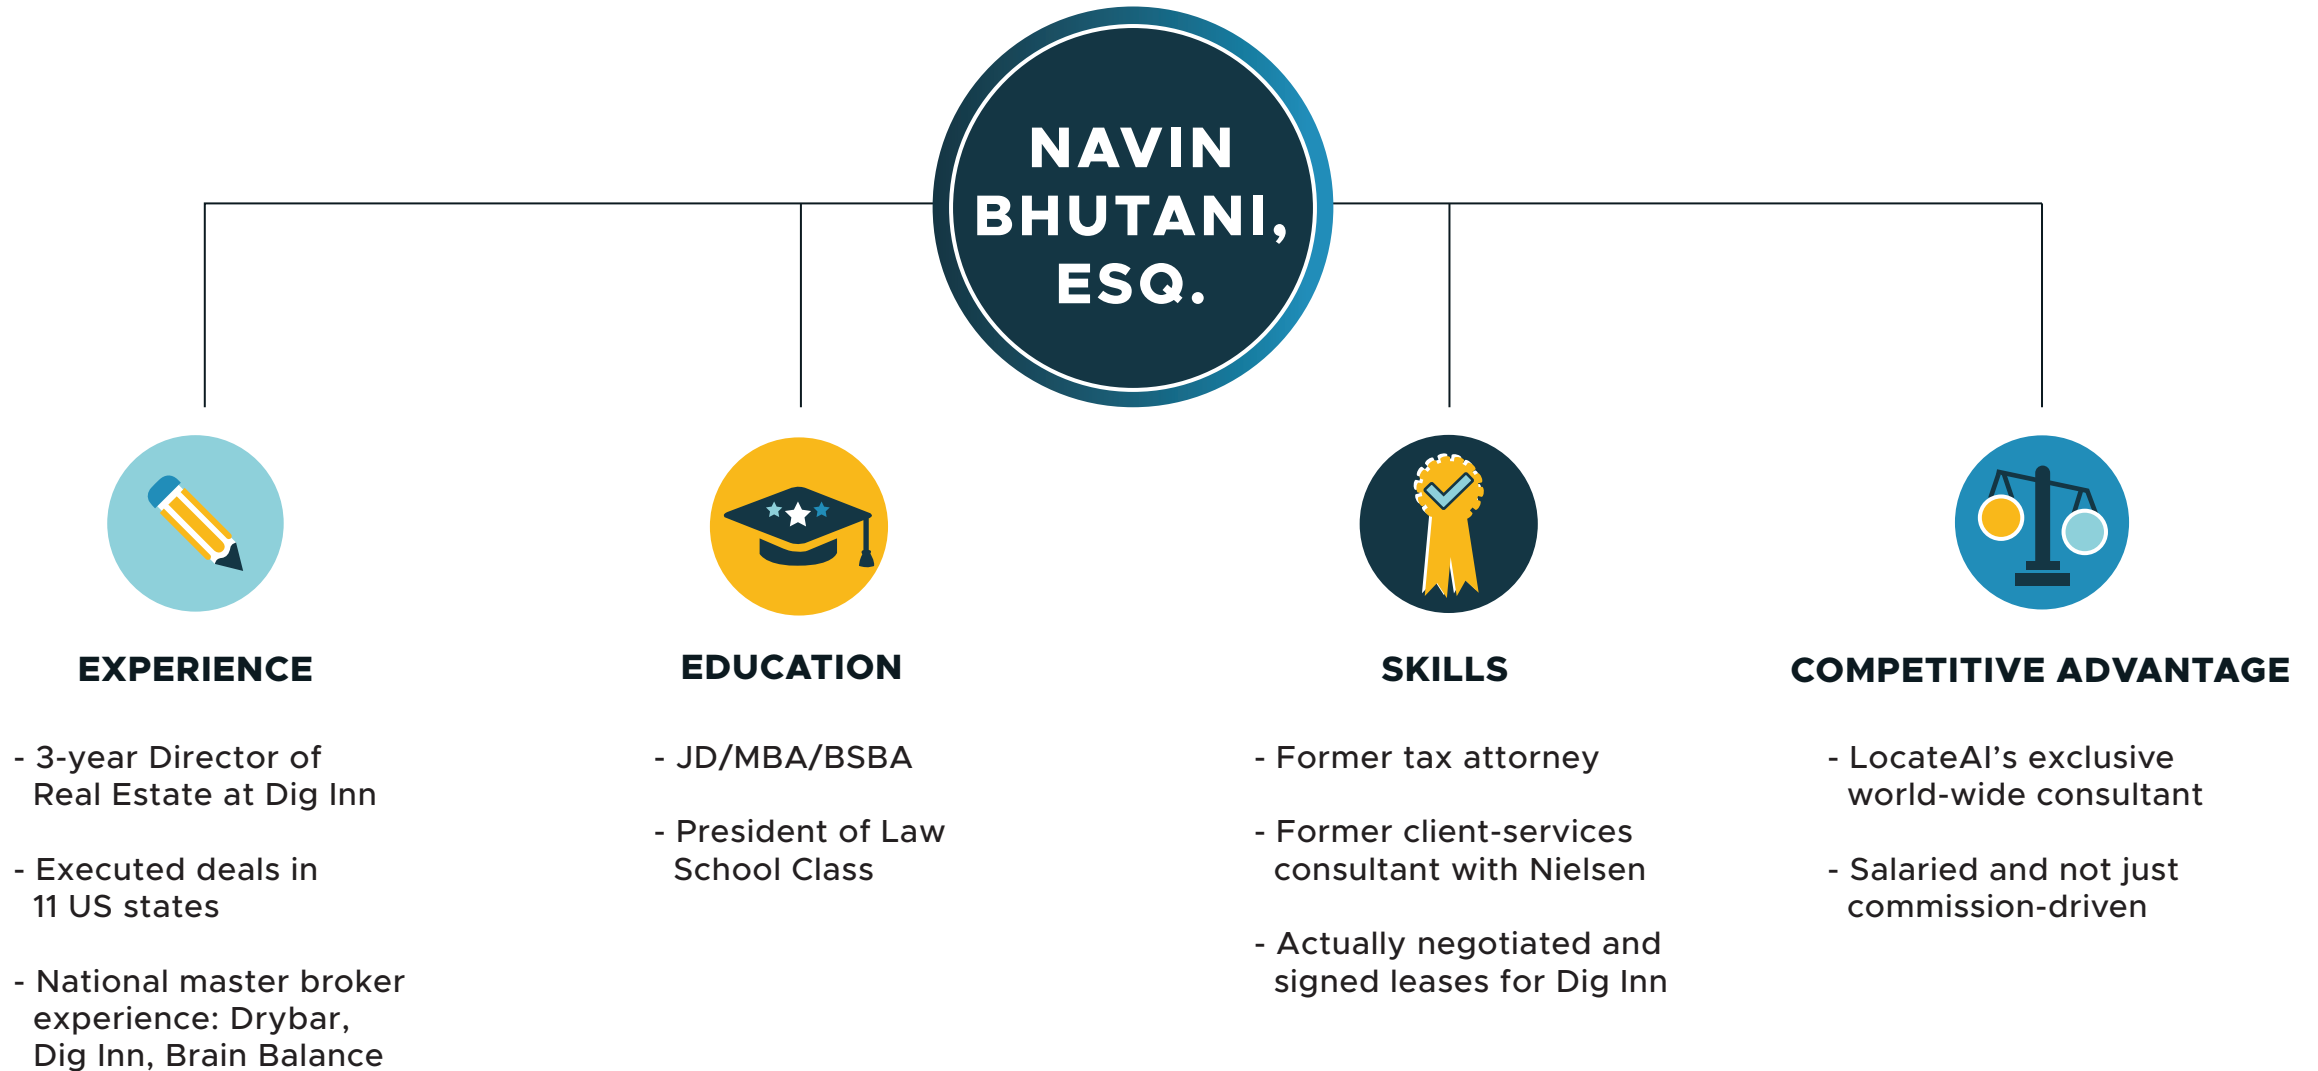 NAVIN
BHUTANI,
ESQ.
EXPERIENCE
- 3-year Director of
Real Estate at Dig Inn
- Executed deals in
11 US states
- National master broker
experience: Drybar,
Dig Inn, Brain Balance
EDUCATION
- JD/MBA/BSBA
- President of Law
School Class
SKILLS
- Former tax attorney
- Former client-services
consultant with Nielsen
- Actually negotiated and
signed leases for Dig Inn
COMPETITIVE ADVANTAGE
- LocateAI’s exclusive
world-wide consultant
- Salaried and not just
commission-driven